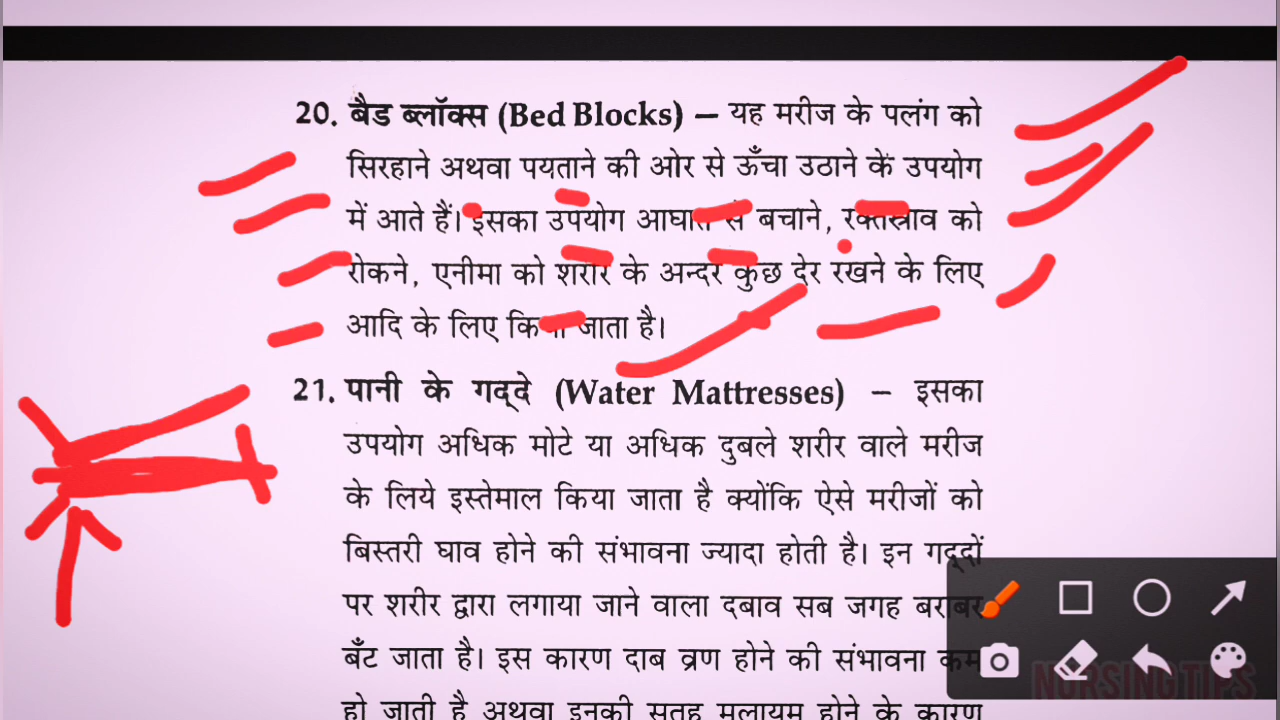 20. बैड ब्लॉक्स (Bed Blocks) – यह मरीज के पलंग को
सिरहाने अथवा पयताने की ओर से ऊँचा उठाने के उपयोग
में आते हैं। इसका उपयोग आघात से बचाने, रक्तस्राव को
रोकने, एनीमा को शरीर के अन्दर कुछ देर रखने के लिए
आदि के लिए किया जाता है।
21. पानी के गद्दे (Water Mattresses) – इसका
उपयोग अधिक मोटे या अधिक दुबले शरीर वाले मरीज
के लिये इस्तेमाल किया जाता है क्योंकि ऐसे मरीजों को
बिस्तरी घाव होने की संभावना ज्यादा होती है। इन गद्दों
पर शरीर द्वारा लगाया जाने वाला दबाव सब जगह बराबर
बँट जाता है। इस कारण दाब व्रण होने की संभावना कम
हो जाती है अथवा इनकी सतह मुलायम होने के कारण
NURSING TIPS